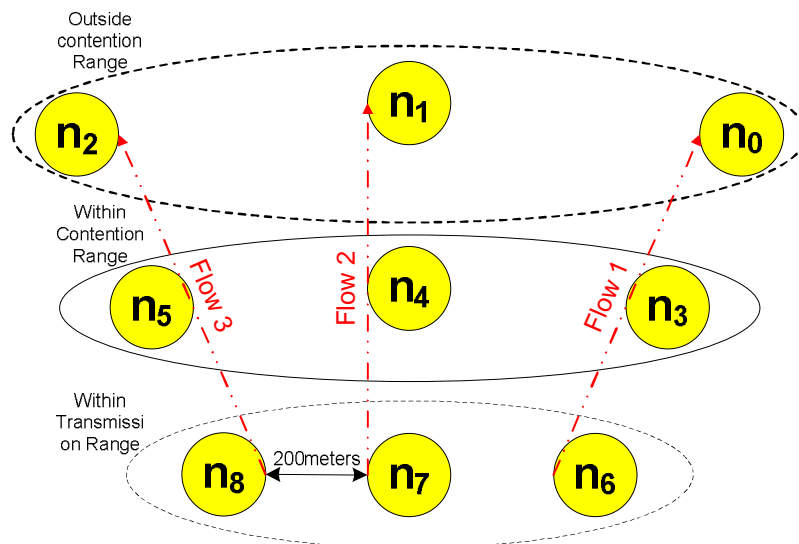 Outside
contention
Range
n2
n1
n0
Within
Contention
Range
n5
Flow 3
Flow 2
n4
Flow 1
n3
Within
Transmissi
on Range
n8
200meters
n7
n6